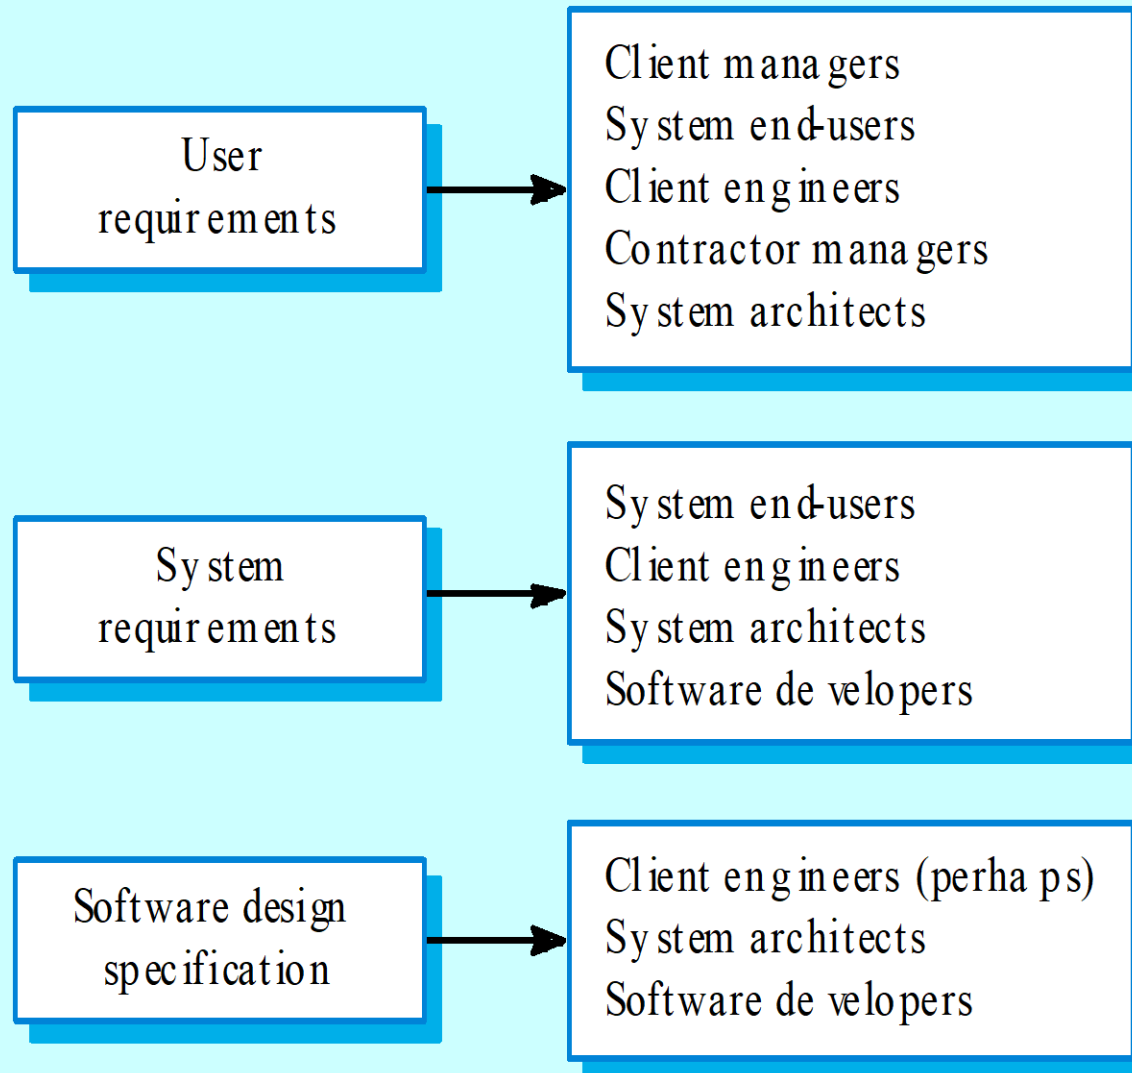 User
requirements
Client managers
System end-users
Client engineers
Contractor managers
System architects
System
requirements
System end-users
Client engineers
System architects
Software developers
Software design
specification
Client engineers (perhaps)
System architects
Software developers